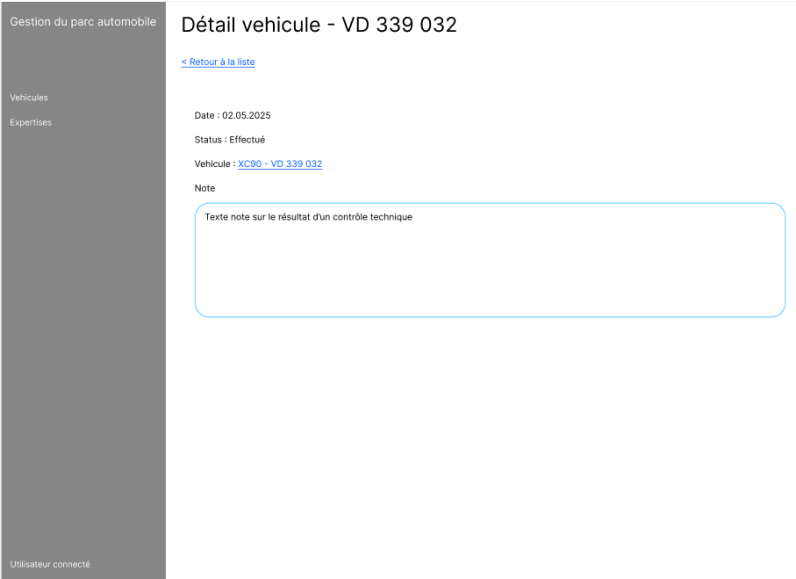 Gestion du parc automobile
Détail vehicule - VD 339 032
< Retour à la liste
Vehicules
Expertises
Date : 02.05.2025
Status : Effectué
Vehicule : XC90 - VD 339 032
Note
Texte note sur le résultat d'un contrôle technique
Utilisateur connecté